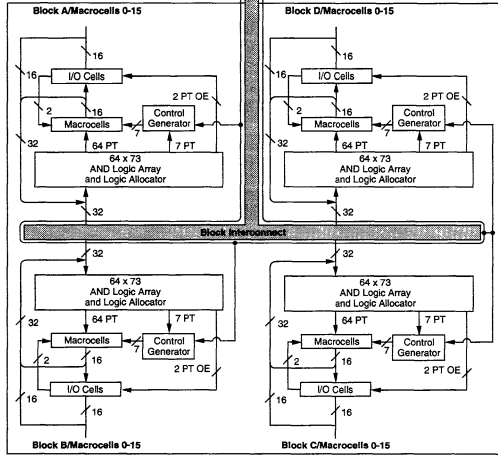 Block A/Macrocells 0-15
Block D/Macrocells 0-15
16
16
I/O Cells
16
2 PT OE
2
Macrocells
7
Control
Generator
32
64 PT
7 PT
64 x 73
AND Logic Array
and Logic Allocator
32
16
16
I/O Cells
16
2 PT OE
2
Macrocells
7
Control
Generator
32
64 PT
7 PT
64 x 73
AND Logic Array
and Logic Allocator
32
Block Interconnect
32
64 x 73
AND Logic Array
and Logic Allocator
32
64 PT
7 PT
Macrocells
7
Control
Generator
2
16
2 PT OE
I/O Cells
16
16
32
64 x 73
AND Logic Array
and Logic Allocator
32
64 PT
7 PT
Macrocells
7
Control
Generator
2
16
2 PT OE
I/O Cells
16
16
Block B/Macrocells 0-15
Block C/Macrocells 0-15